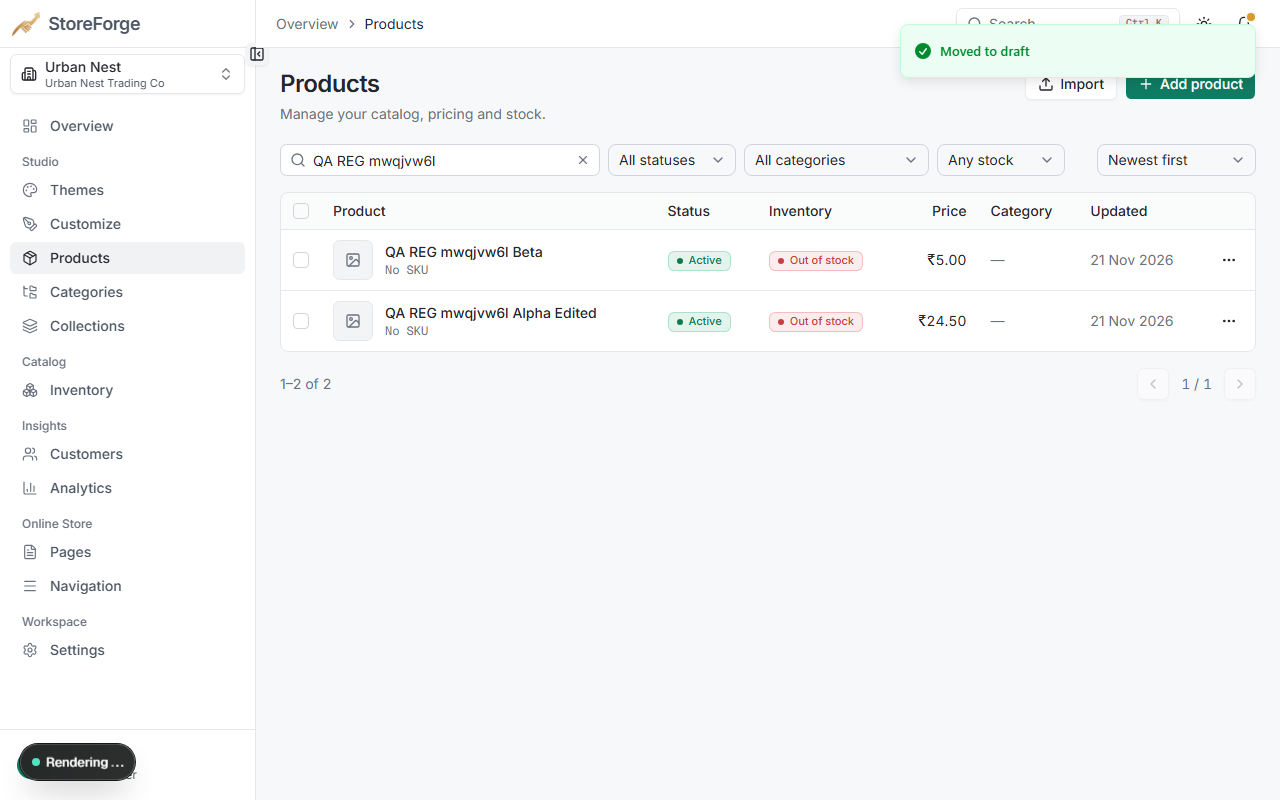 StoreForge
Overview > Products
Search Ctrl K
Moved to draft
Urban Nest
Urban Nest Trading Co
Products
Import
Add product
Manage your catalog, pricing and stock.
Overview
Studio
Themes
Customize
Products
Categories
Collections
Catalog
Inventory
Insights
Customers
Analytics
Online Store
Pages
Navigation
Workspace
Settings
Rendering ...
QA REG mwqjvw6l
All statuses
All categories
Any stock
Newest first
Product Status Inventory Price Category Updated
QA REG mwqjvw6l Beta
No SKU
Active Out of stock ₹5.00 — 21 Nov 2026
QA REG mwqjvw6l Alpha Edited
No SKU
Active Out of stock ₹24.50 — 21 Nov 2026
1–2 of 2
1 / 1